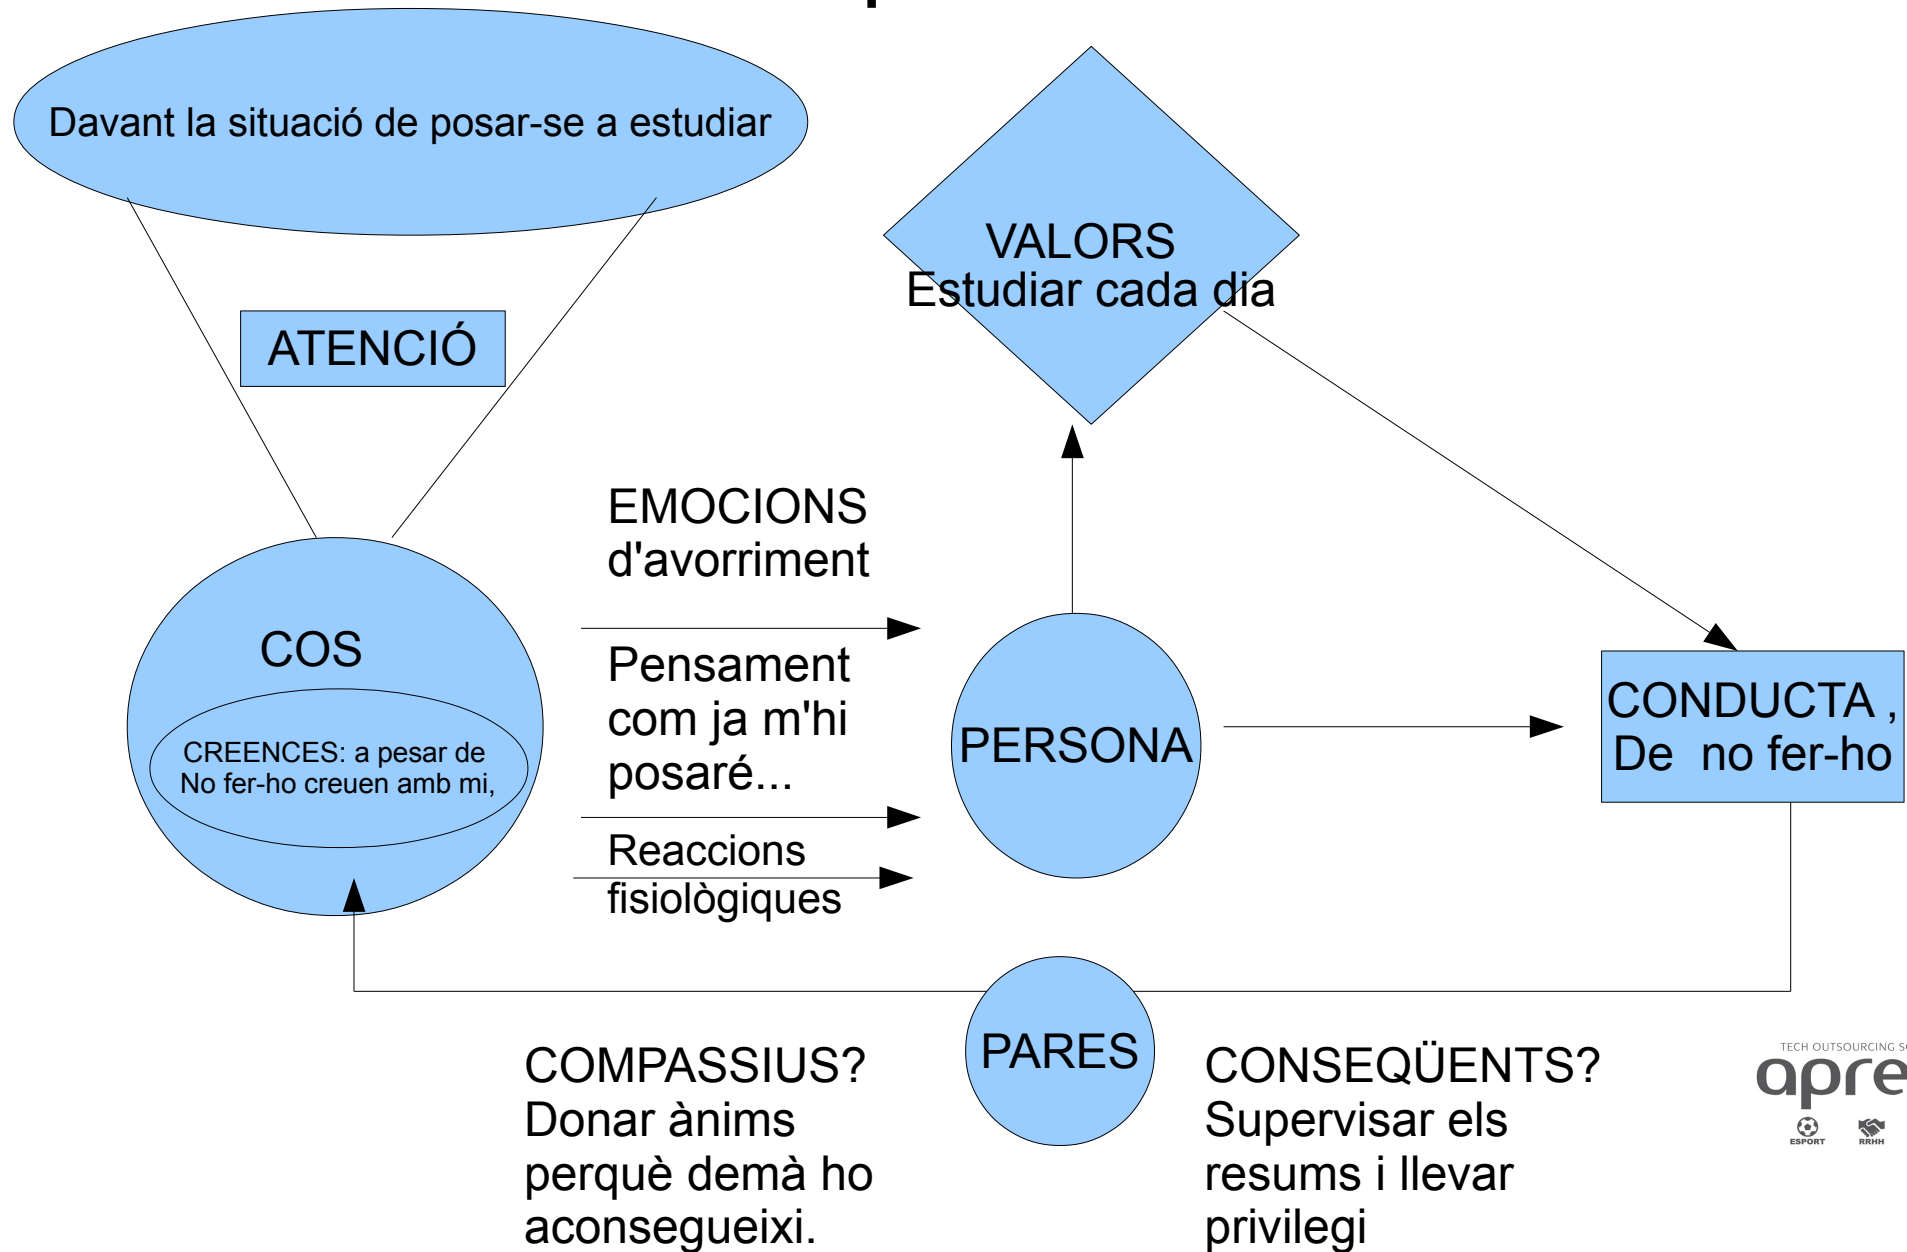 Davant la situació de posar-se a estudiar
ATENCIÓ
VALORS
Estudiar cada dia
EMOCIONS
d'avorriment
COS
CREENCES: a pesar de
No fer-ho creuen amb mi,
Pensament
com ja m'hi
posaré...
Reaccions
fisiològiques
PERSONA
CONDUCTA ,
De no fer-ho
PARES
COMPASSIUS?
Donar ànims
perquè demà ho
aconsegueixi.
CONSEQÜENTS?
Supervisar els
resums i llevar
privilegi
TECH OUTSOURCING
ESPORT
RRHH